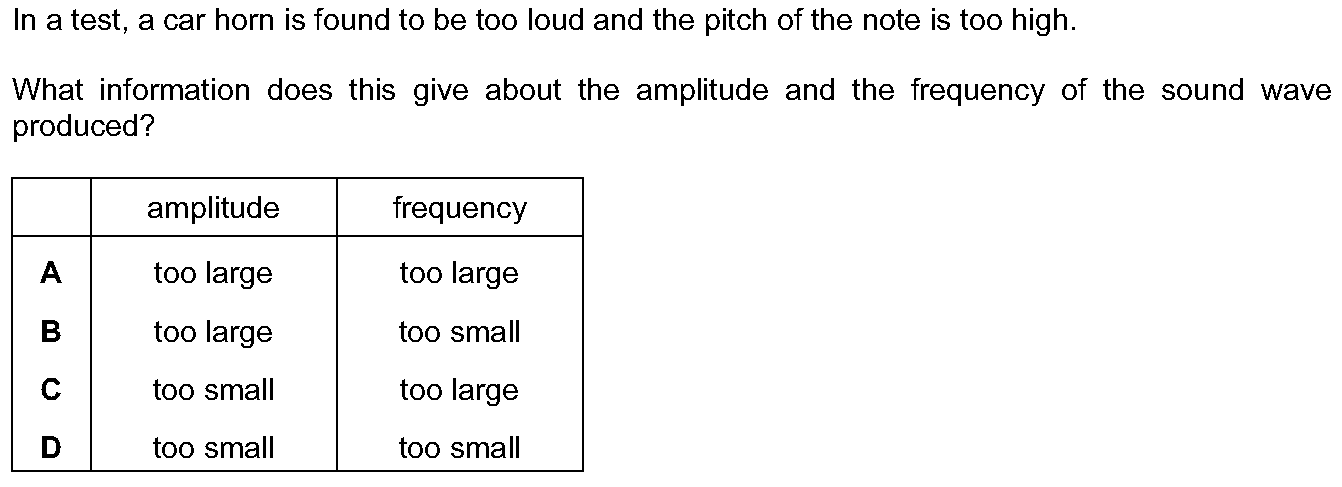 In a test, a car horn is found to be too loud and the pitch of the note is too high.
What information does this give about the amplitude and the frequency of the sound wave
produced?
amplitude frequency
A too large too large
B too large too small
C too small too large
D too small too small